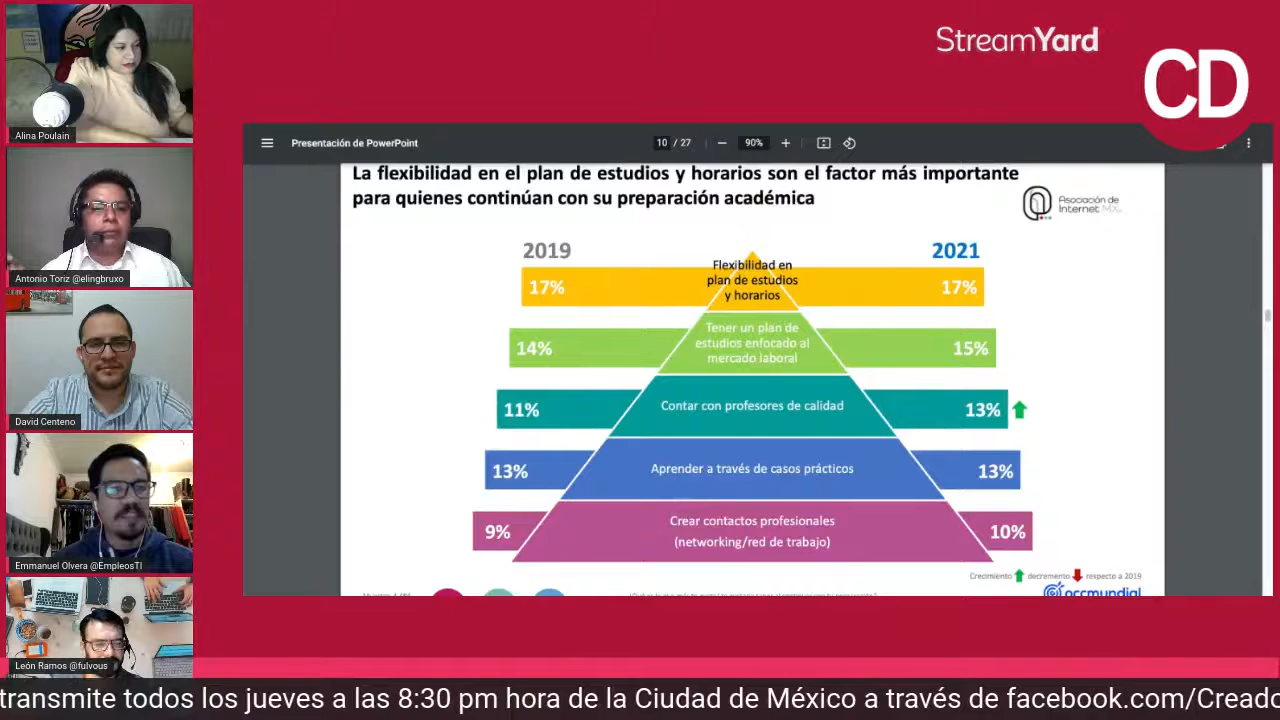 StreamYard
CD
Alina Poulain
Antonio Toriz @elingbruxo
David Centeno
Emmanuel Olvera @EmpleosTI
León Ramos @fulvous
Presentación de PowerPoint
10 / 27
90%
La flexibilidad en el plan de estudios y horarios son el factor más importante
para quienes continúan con su preparación académica
Asociación de
Internet MX
2019
2021
Flexibilidad en
plan de estudios
y horarios
17%
17%
Tener un plan de
estudios enfocado al
mercado laboral
14%
15%
Contar con profesores de calidad
11%
13%
Aprender a través de casos prácticos
13%
13%
Crear contactos profesionales
(networking/red de trabajo)
9%
10%
Crecimiento decremento respecto a 2019
occmundial
transmite todos los jueves a las 8:30 pm hora de la Ciudad de México a través de facebook.com/Creado